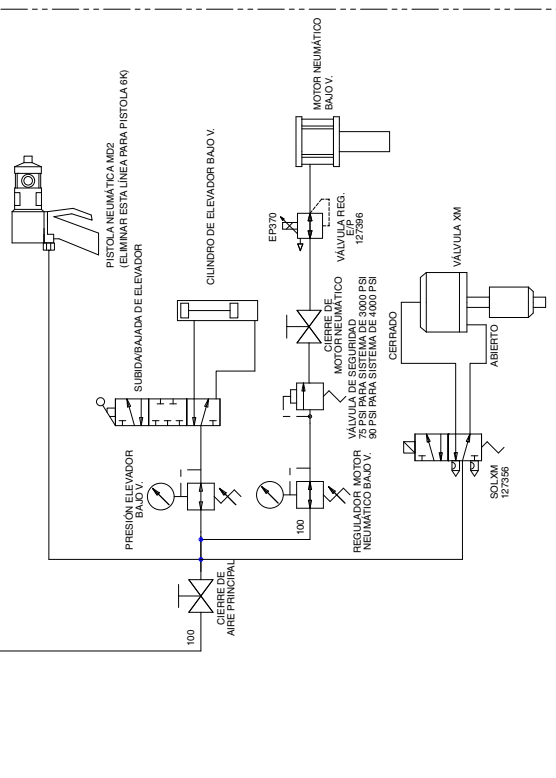 PISTOLA NEUMÁTICA MD2
(ELIMINAR ESTA LÍNEA PARA PISTOLA 6K)
SUBIDA/BAJADA DE ELEVADOR
CILINDRO DE ELEVADOR BAJO V.
MOTOR NEUMÁTICO
BAJO V.
EP370
VÁLVULA REG.
E/P
127396
CIERRE DE
MOTOR NEUMÁTICO
VÁLVULA DE SEGURIDAD
75 PSI PARA SISTEMA DE 3000 PSI
90 PSI PARA SISTEMA DE 4000 PSI
CERRADO
VÁLVULA XM
ABIERTO
PRESIÓN ELEVADOR
BAJO V.
100
REGULADOR MOTOR
NEUMÁTICO BAJO V.
SOLXM
127356
100
CIERRE DE
AIRE PRINCIPAL